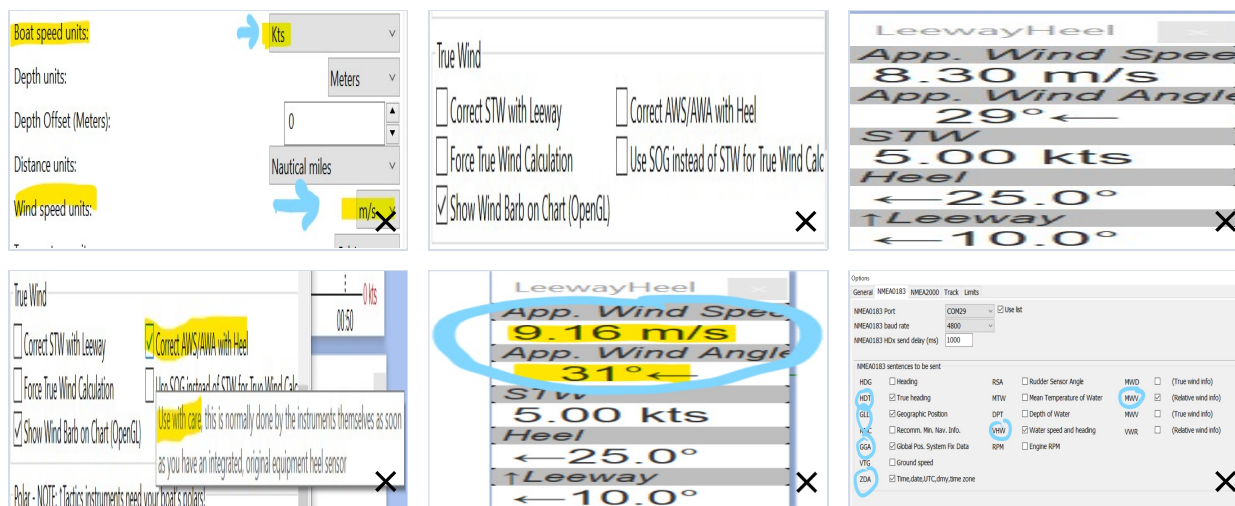 Boat speed units:
Kts
Depth units:
Meters
Depth Offset (Meters):
0
Distance units:
Nautical miles
Wind speed units:
m/s
True Wind
Correct STW with Leeway
Correct AWS/AWA with Heel
Force True Wind Calculation
Use SOG instead of STW for True Wind Calc
Show Wind Barb on Chart (OpenGL)
LeewayHeel
App. Wind Spee
8.30 m/s
App. Wind Angle
29°←
STW
5.00 kts
Heel
←25.0°
↑Leeway
←10.0°
True Wind
Correct STW with Leeway
Correct AWS/AWA with Heel
Force True Wind Calculation
Use SOG instead of STW for True Wind Calc
Show Wind Barb on Chart (OpenGL)
Use with care, this is normally done by the instruments themselves as soon
as you have an integrated, original equipment heel sensor
Polar - NOTE: ↑Tactics instruments need your boat's polars!
0 kts
00:50
LeewayHeel
App. Wind Spee
9.16 m/s
App. Wind Angle
31°←
STW
5.00 kts
Heel
←25.0°
↑Leeway
←10.0°
Options
General NMEA0183 NMEA2000 Track Limits
NMEA0183 Port COM29 Use list
NMEA0183 baud rate 4800
NMEA0183 HDx send delay (ms) 1000
NMEA0183 sentences to be sent
HDG Heading RSA Rudder Sensor Angle MWD (True wind info)
HDT True heading MTW Mean Temperature of Water MWV (Relative wind info)
GLL Geographic Position DPT Depth of Water MWV (True wind info)
Recomm. Min. Nav. Info. VHW Water speed and heading VWR (Relative wind info)
GGA Global Pos. System Fix Data RPM Engine RPM
VTG Ground speed
ZDA Time,date,UTC,dmy,time zone